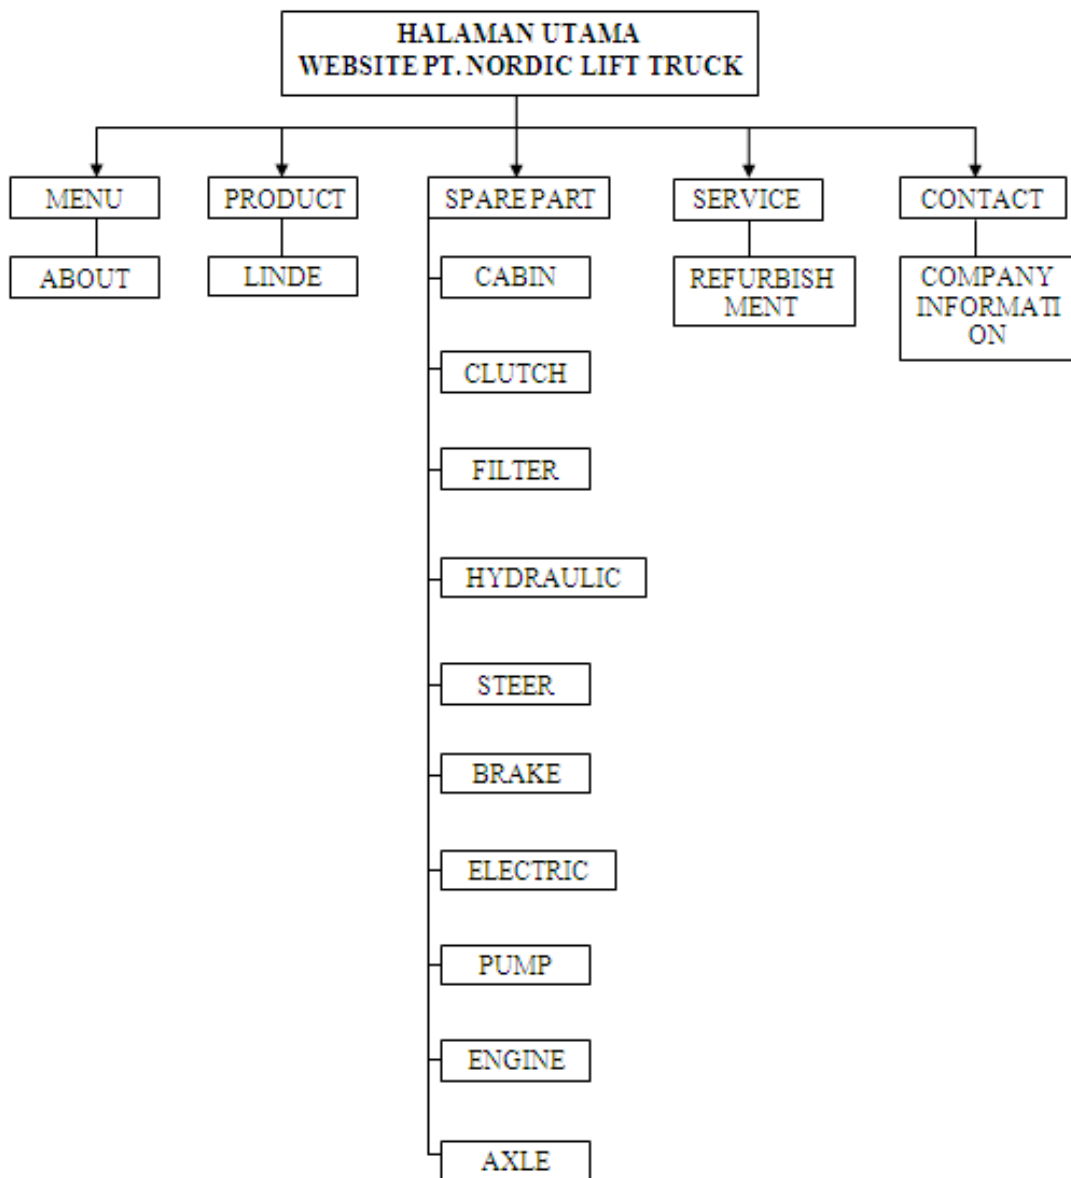 HALAMAN UTAMA
WEBSITE PT. NORDIC LIFT TRUCK
MENU
PRODUCT
SPARE PART
SERVICE
CONTACT
ABOUT
LINDE
CABIN
REFURBISH
MENT
COMPANY
INFORMATI
ON
CLUTCH
FILTER
HYDRAULIC
STEER
BRAKE
ELECTRIC
PUMP
ENGINE
AXLE